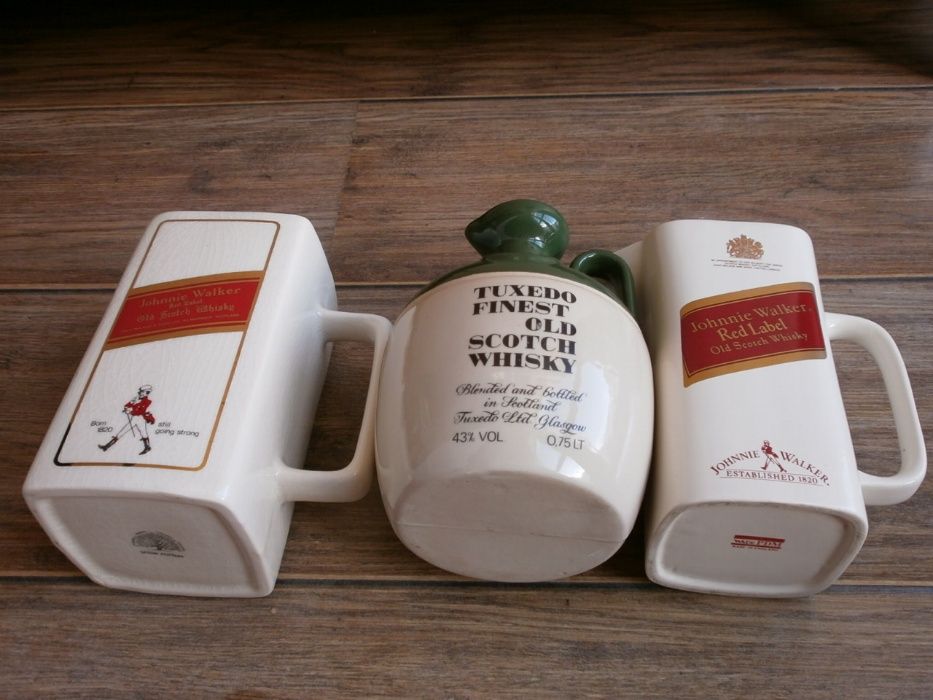 Johnnie Walker
Red Label
Old Scotch Whisky
Born
1820
still
going strong
TUXEDO
FINEST
OLD
SCOTCH
WHISKY
Blended and bottled
in Scotland
Tuxedo Ltd. Glasgow
43% VOL 0,75 LT
Johnnie Walker
Red Label
Old Scotch Whisky
JOHNNIE WALKER
ESTABLISHED 1820